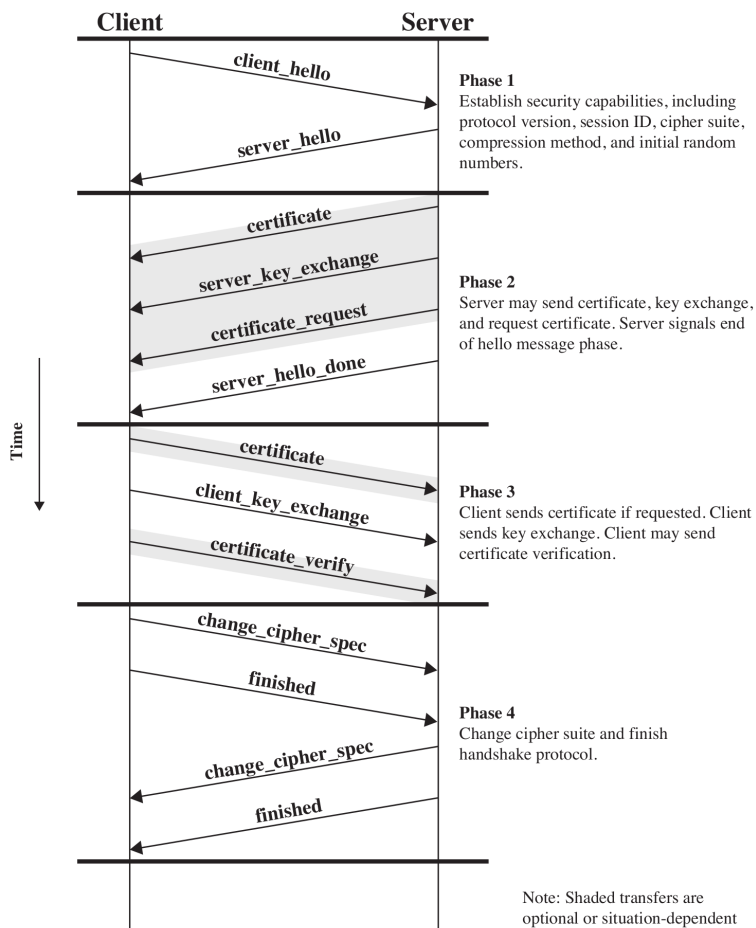 Client
Server
client_hello
server_hello
Phase 1
Establish security capabilities, including
protocol version, session ID, cipher suite,
compression method, and initial random
numbers.
certificate
server_key_exchange
certificate_request
server_hello_done
Phase 2
Server may send certificate, key exchange,
and request certificate. Server signals end
of hello message phase.
Time
certificate
client_key_exchange
certificate_verify
Phase 3
Client sends certificate if requested. Client
sends key exchange. Client may send
certificate verification.
change_cipher_spec
finished
change_cipher_spec
finished
Phase 4
Change cipher suite and finish
handshake protocol.
Note: Shaded transfers are
optional or situation-dependent